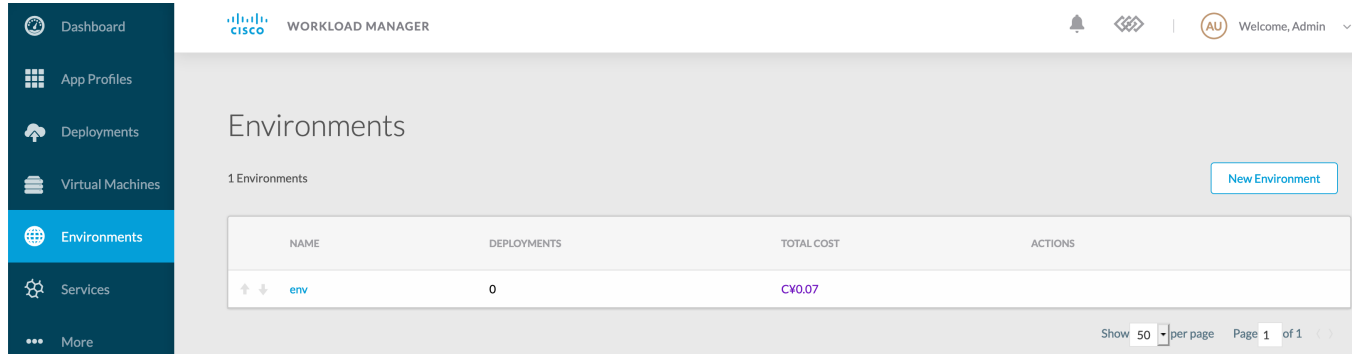 Dashboard
CISCO WORKLOAD MANAGER
AU Welcome, Admin
App Profiles
Deployments
Virtual Machines
Environments
Services
More
Environments
1 Environments
New Environment
NAME DEPLOYMENTS TOTAL COST ACTIONS
env 0 C¥0.07
Show 50 per page Page 1 of 1